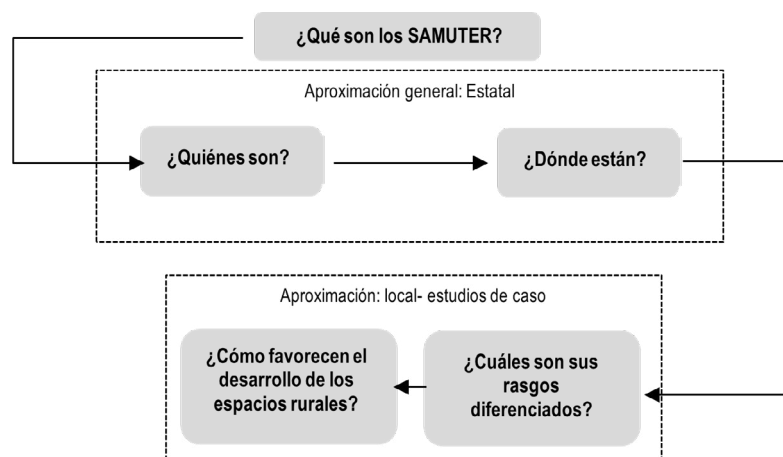 ¿Qué son los SAMUTER?
Aproximación general: Estatal
¿Quiénes son?
¿Dónde están?
Aproximación: local- estudios de caso
¿Cómo favorecen el
desarrollo de los
espacios rurales?
¿Cuáles son sus
rasgos
diferenciados?